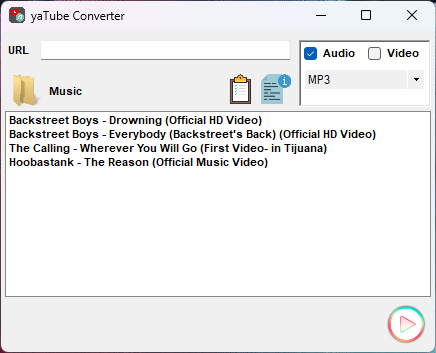 yaTube Converter
URL
Audio
Video
MP3
Music
Backstreet Boys - Drowning (Official HD Video)
Backstreet Boys - Everybody (Backstreet's Back) (Official HD Video)
The Calling - Wherever You Will Go (First Video- in Tijuana)
Hoobastank - The Reason (Official Music Video)